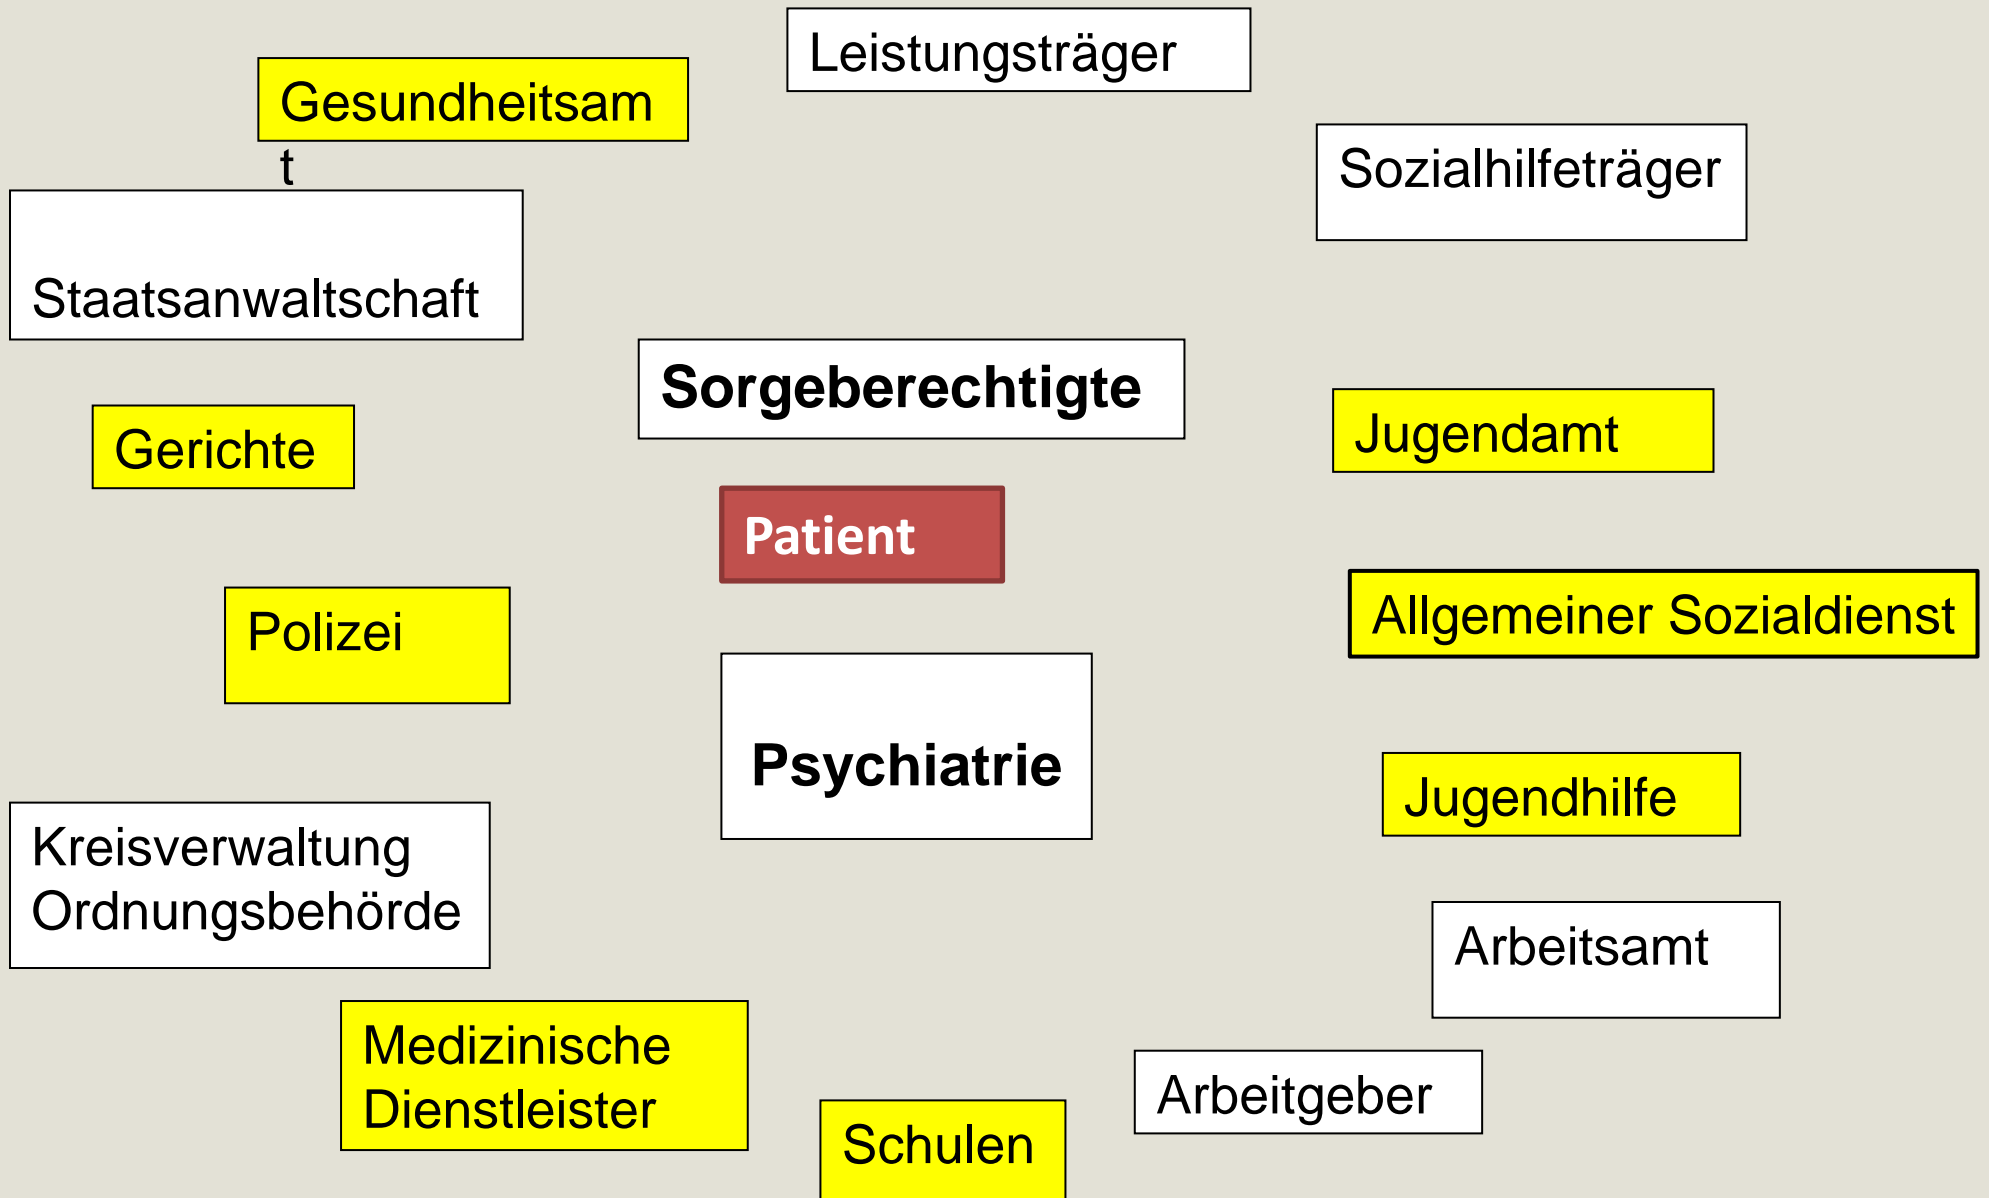 Leistungsträger
Gesundheitsam
t
Sozialhilfeträger
Staatsanwaltschaft
Sorgeberechtigte
Gerichte
Jugendamt
Patient
Polizei
Allgemeiner Sozialdienst
Psychiatrie
Jugendhilfe
Kreisverwaltung
Ordnungsbehörde
Arbeitsamt
Medizinische
Dienstleister
Arbeitgeber
Schulen